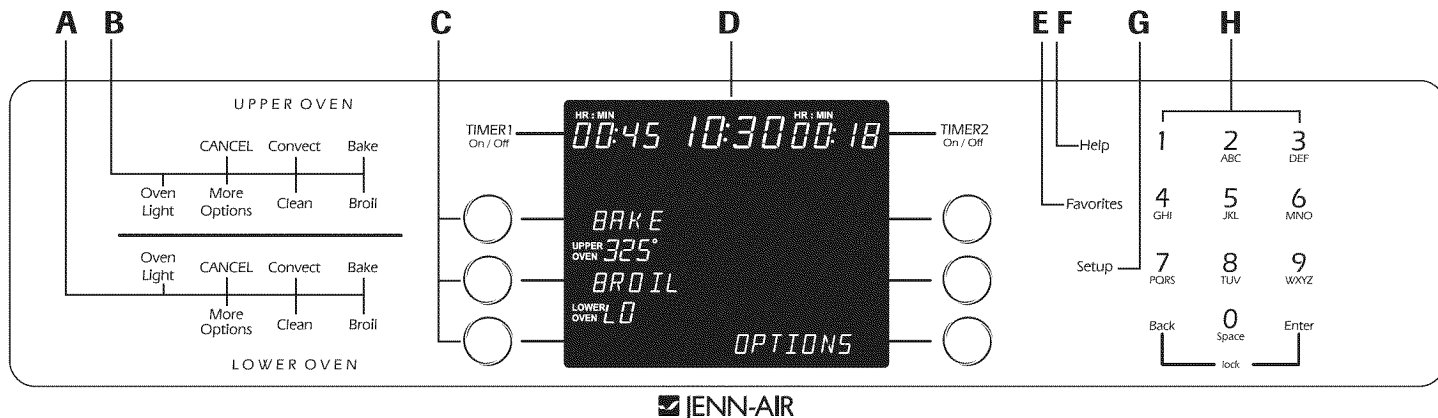 A B C D E F G H
UPPER OVEN
CANCEL Convect Bake
Oven Light More Options Clean Broil
Oven Light CANCEL Convect Bake
More Options Clean Broil
LOWER OVEN
TIMER1
On / Off
HR : MIN HR : MIN
00:45 10:30 00:18
TIMER2
On / Off
BAKE
UPPER OVEN 325°
BROIL
LOWER OVEN LO
OPTIONS
Help
Favorites
Setup
1 2 3
ABC DEF
4 5 6
GHI JKL MNO
7 8 9
PQRS TUV WXYZ
Back 0 Enter
Space
lock
JENN-AIR